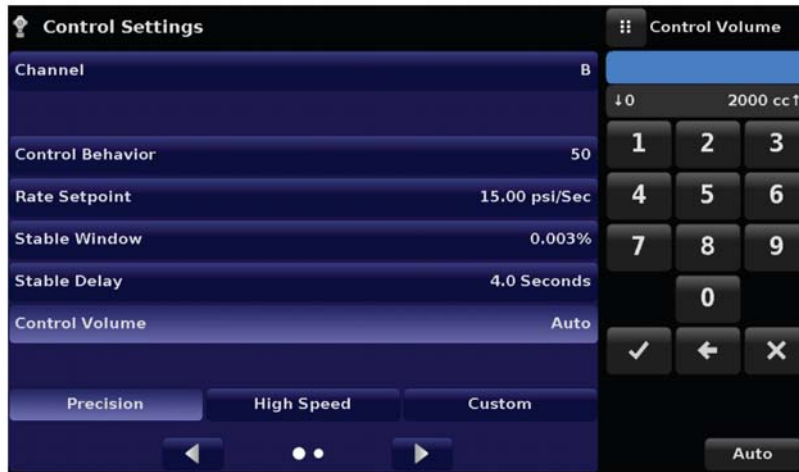 Control Settings
Channel B
Control Behavior 50
Rate Setpoint 15.00 psi/Sec
Stable Window 0.003%
Stable Delay 4.0 Seconds
Control Volume Auto
Precision High Speed Custom
Control Volume
↓0 2000 cc↑
1 2 3
4 5 6
7 8 9
0
Auto